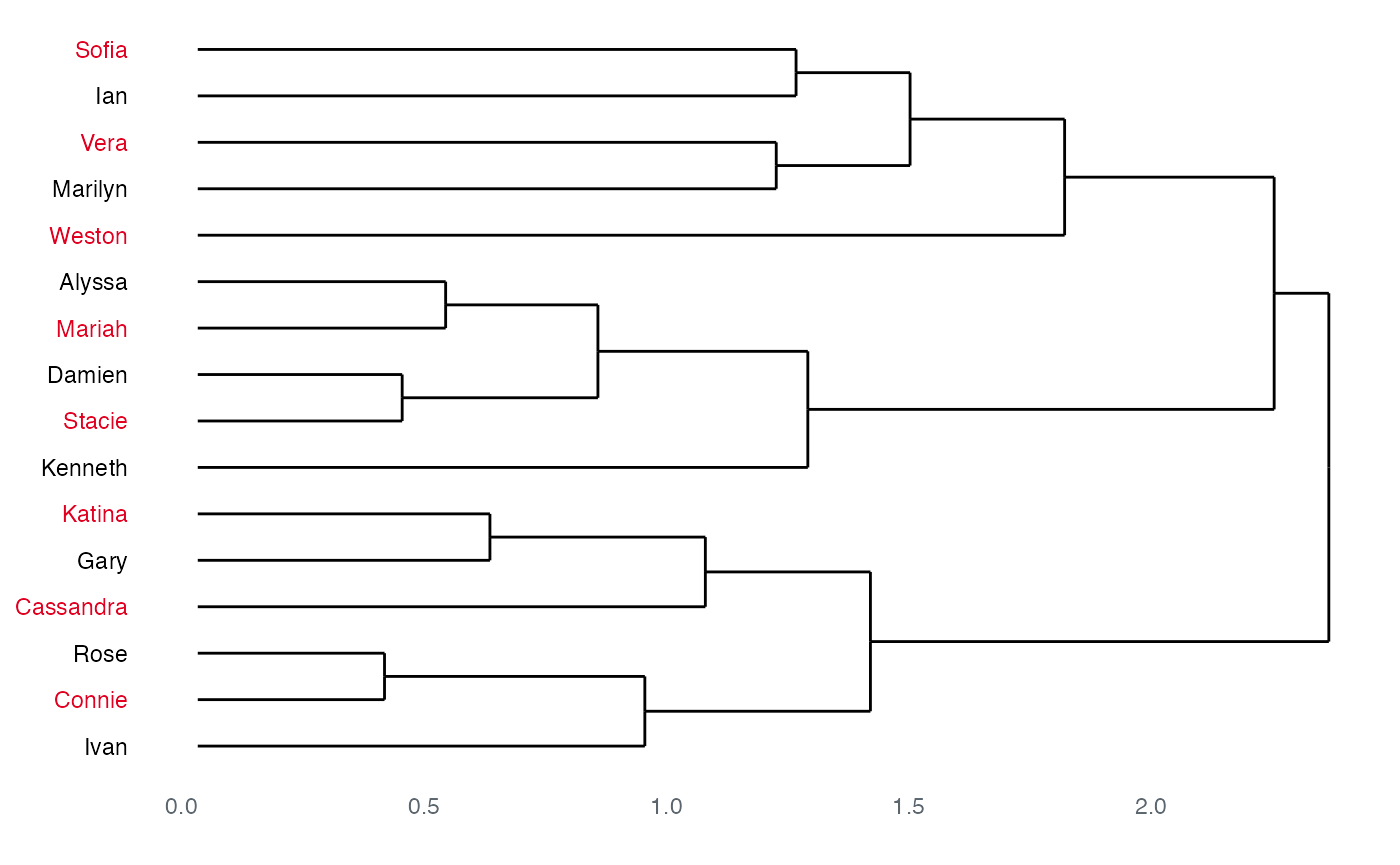 Sofia
Ian
Vera
Marilyn
Weston
Alyssa
Mariah
Damien
Stacie
Kenneth
Katina
Gary
Cassandra
Rose
Connie
Ivan
0.0 0.5 1.0 1.5 2.0